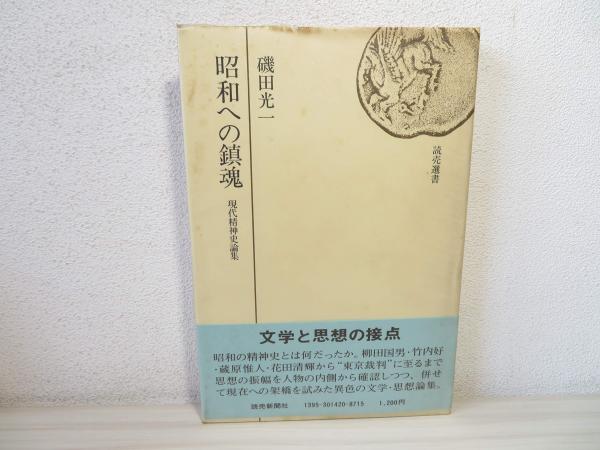 磯田光一
昭和への鎮魂
現代精神史論集
読売選書
文学と思想の接点
昭和の精神史とは何だったか。柳田国男・竹内好
・蔵原惟人・花田清輝から“東京裁判”に至るまで
思想の振幅を人物の内側から確認しつつ、併せ
て現在への架橋を試みた異色の文学・思想論集。
読売新聞社 1395-301420-8715 1,200円